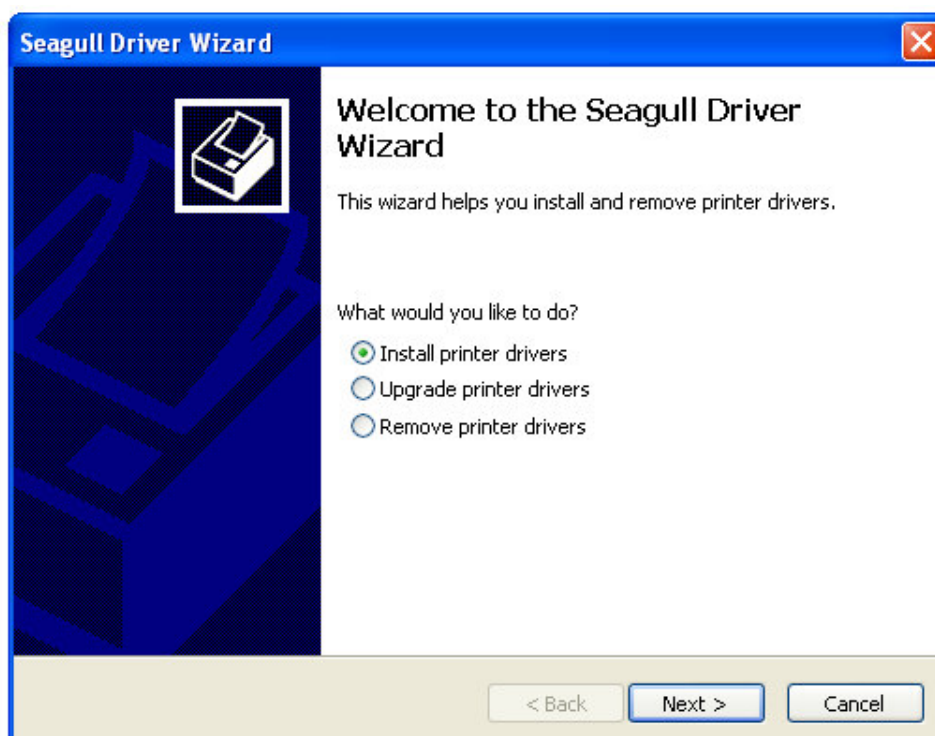 Seagull Driver Wizard
Welcome to the Seagull Driver
Wizard
This wizard helps you install and remove printer drivers.
What would you like to do?
Install printer drivers
Upgrade printer drivers
Remove printer drivers
< Back Next > Cancel